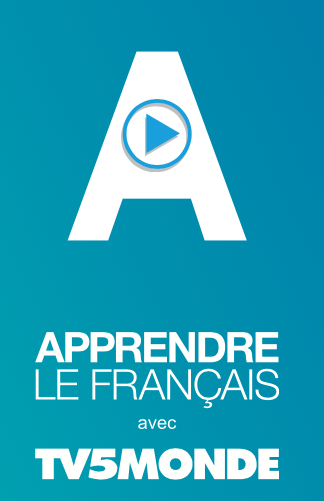 A
APPRENDRE
LE FRANÇAIS
avec
TV5MONDE